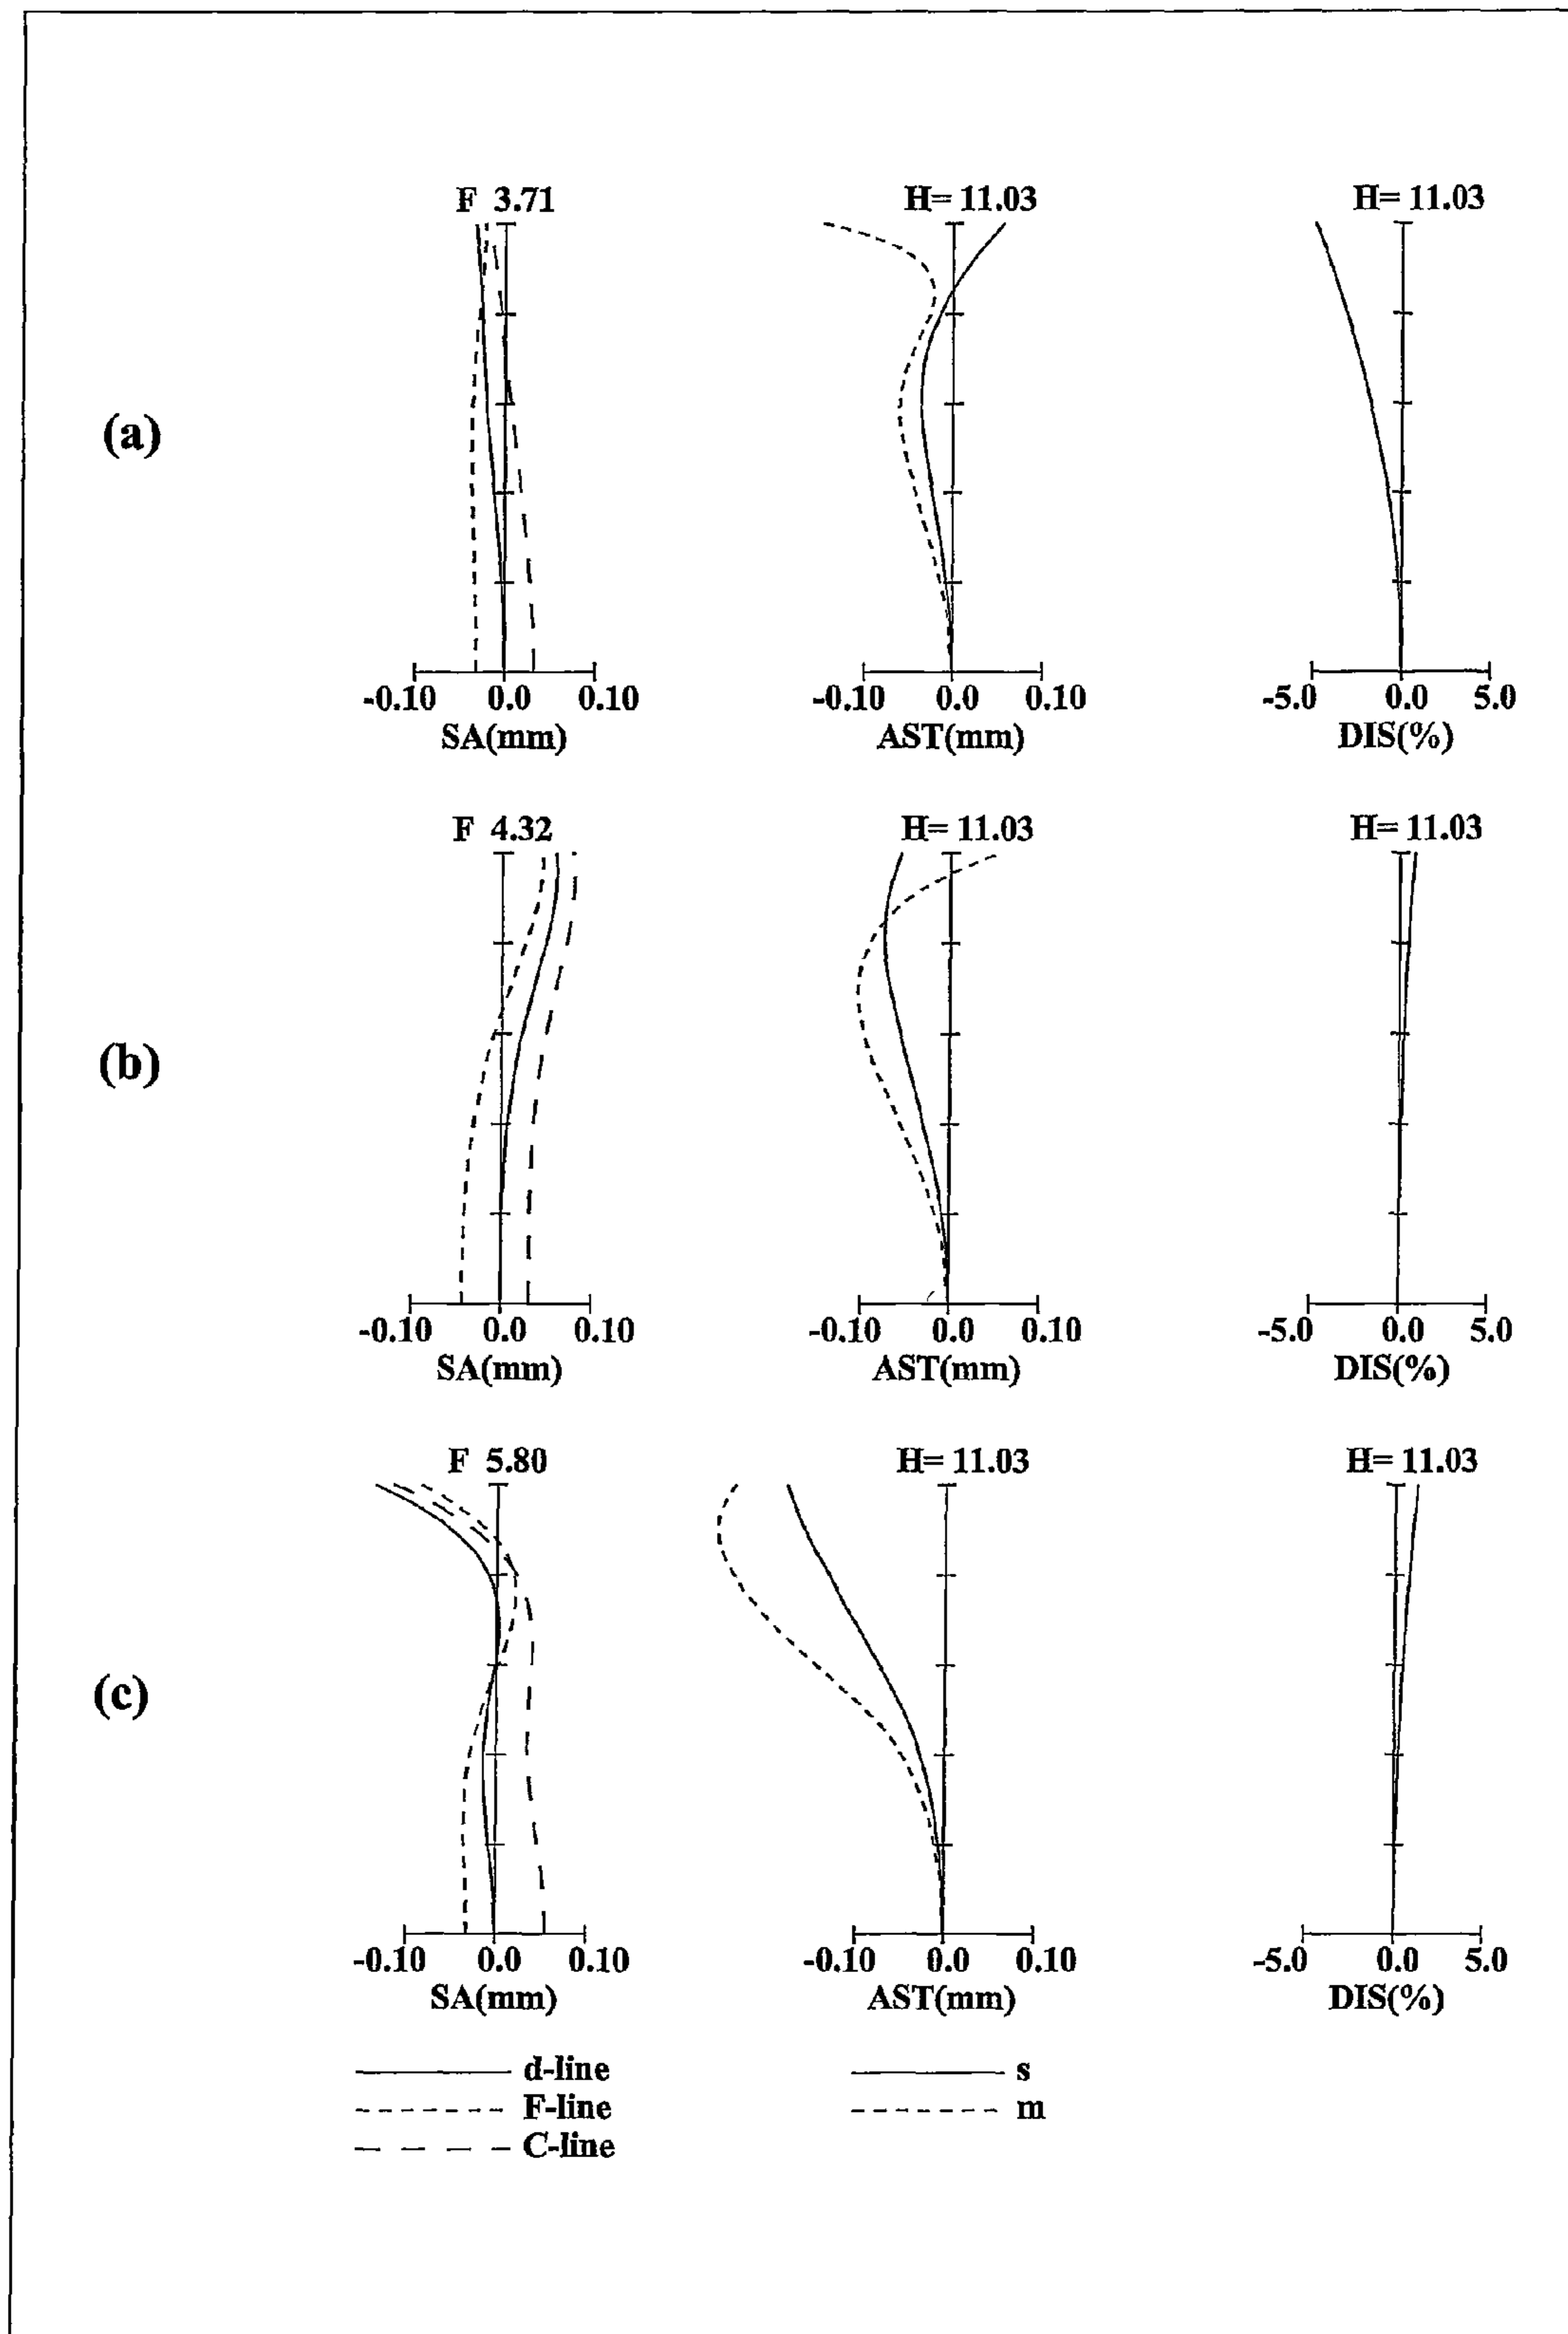 F 3.71 H= 11.03 H= 11.03
(a)
-0.10 0.0 0.10 -0.10 0.0 0.10 -5.0 0.0 5.0
SA(mm) AST(mm) DIS(%)
F 4.32 H= 11.03 H= 11.03
(b)
-0.10 0.0 0.10 -0.10 0.0 0.10 -5.0 0.0 5.0
SA(mm) AST(mm) DIS(%)
F 5.80 H= 11.03 H= 11.03
(c)
-0.10 0.0 0.10 -0.10 0.0 0.10 -5.0 0.0 5.0
SA(mm) AST(mm) DIS(%)
d-line s
F-line m
C-line